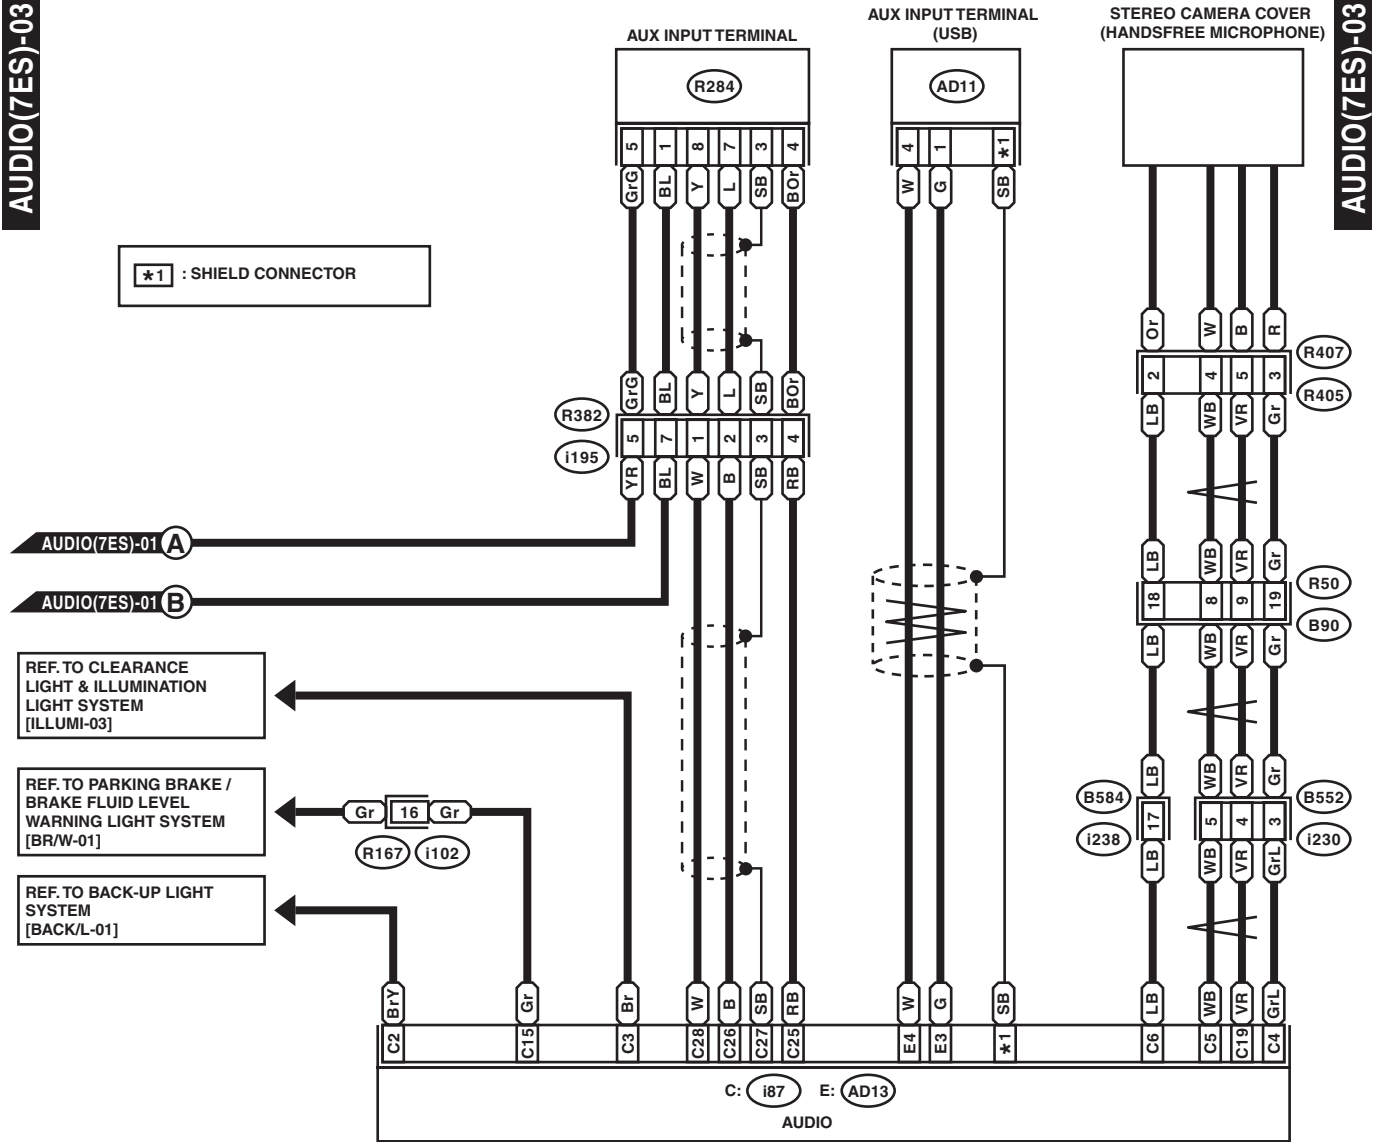 AUDIO(7ES)-03
AUDIO(7ES)-03
AUX INPUT TERMINAL
R284
5 1 8 7 3 4
GrG BL Y L SB BOr
AUX INPUT TERMINAL
(USB)
AD11
4 1 *1
W G SB
STEREO CAMERA COVER
(HANDSFREE MICROPHONE)
*1 : SHIELD CONNECTOR
Or W B R
R407
2 4 5 3
R405
LB WB VR Gr
GrG BL Y L SB BOr
R382
5 7 1 2 3 4
i195
YR BL W B SB RB
AUDIO(7ES)-01 A
AUDIO(7ES)-01 B
LB WB VR Gr
R50
18 8 9 19
B90
LB WB VR Gr
REF. TO CLEARANCE
LIGHT & ILLUMINATION
LIGHT SYSTEM
[ILLUMI-03]
REF. TO PARKING BRAKE /
BRAKE FLUID LEVEL
WARNING LIGHT SYSTEM
[BR/W-01]
Gr 16 Gr
R167 i102
LB WB VR Gr
B584 B552
17 5 4 3
i238 i230
LB WB VR GrL
REF. TO BACK-UP LIGHT
SYSTEM
[BACK/L-01]
BrY Gr Br W B SB RB W G SB LB WB VR GrL
C2 C15 C3 C28 C26 C27 C25 E4 E3 *1 C6 C5 C19 C4
C: i87 E: AD13
AUDIO